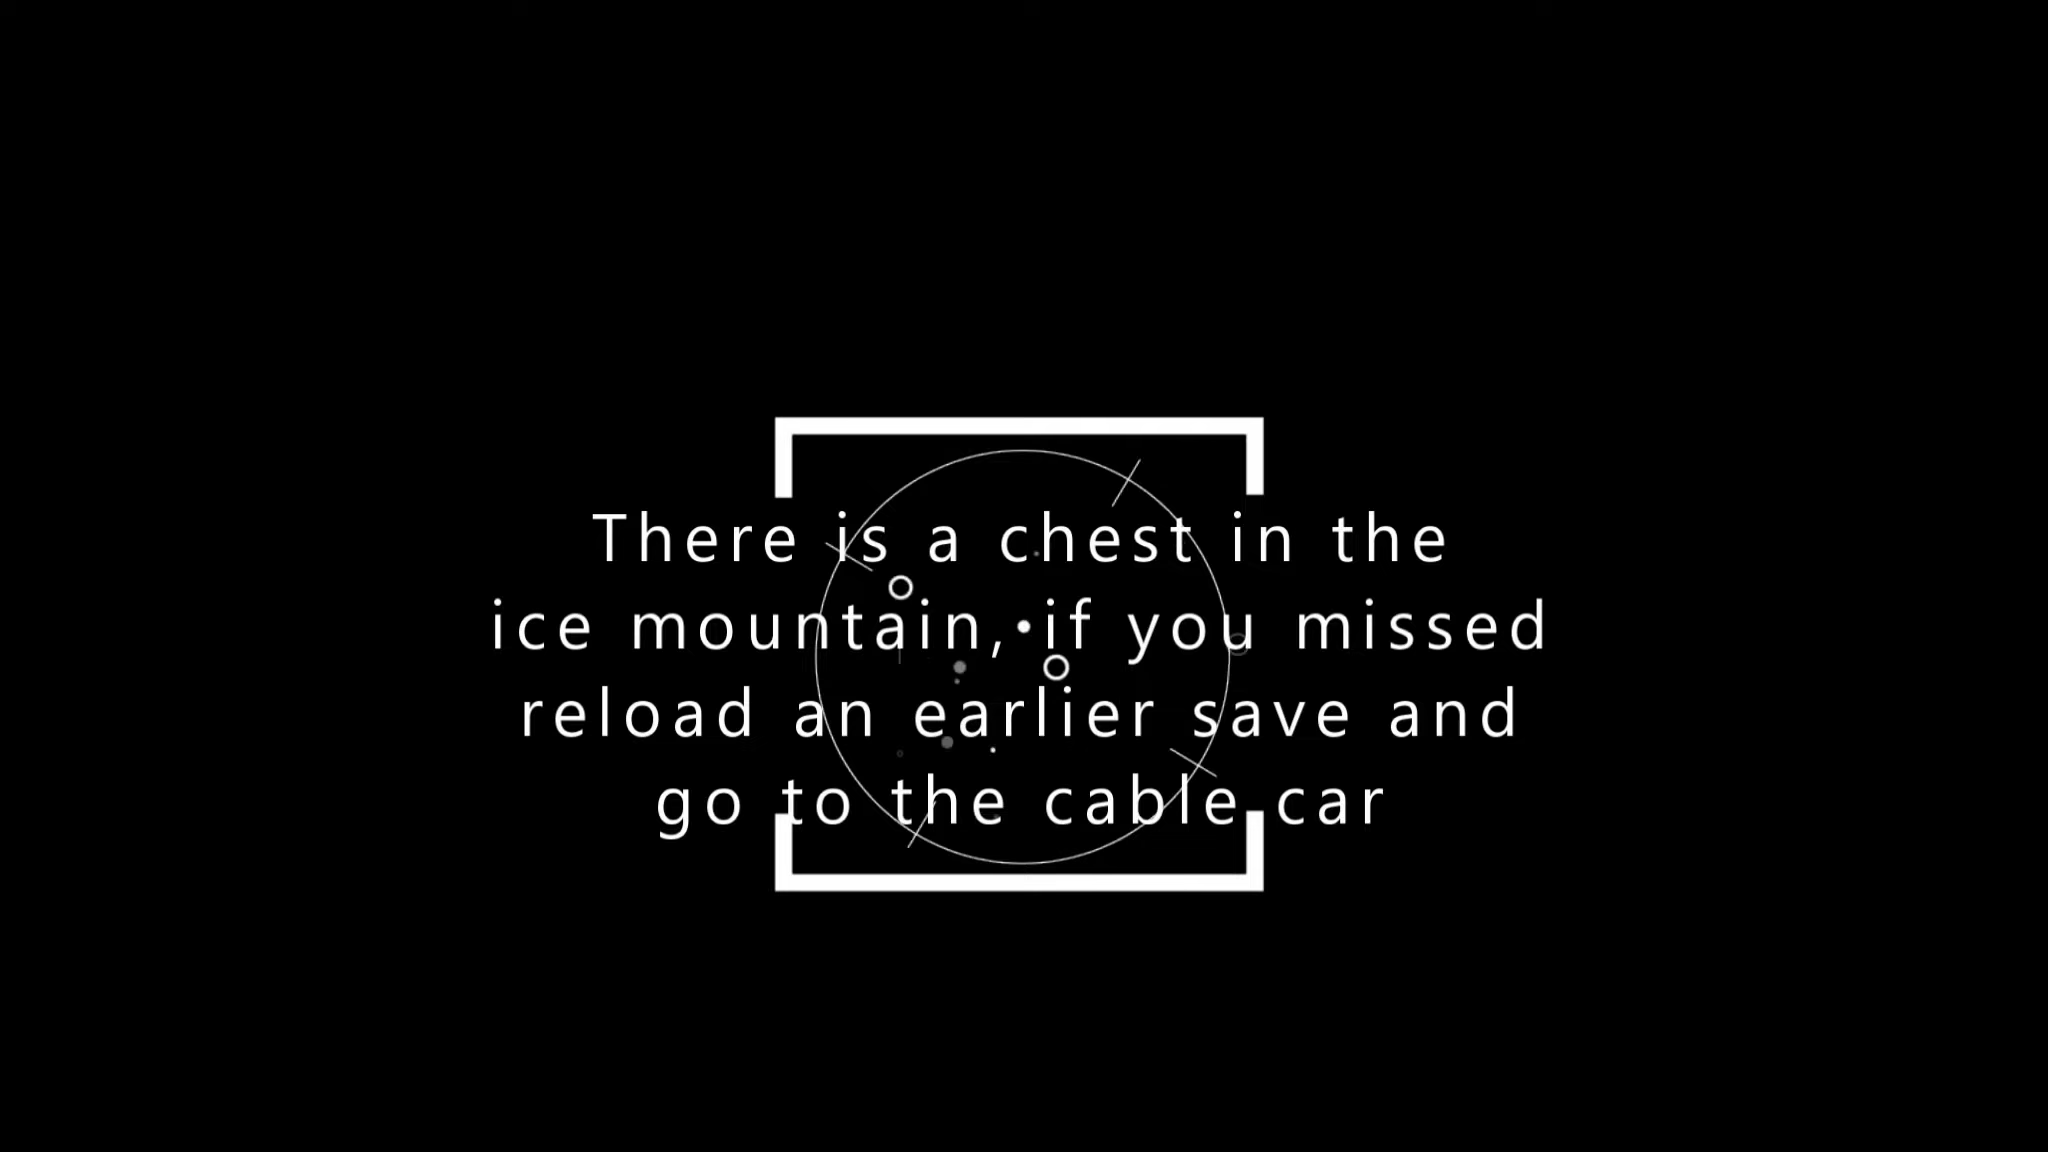 There is a chest in the
ice mountain, if you missed
reload an earlier save and
go to the cable car